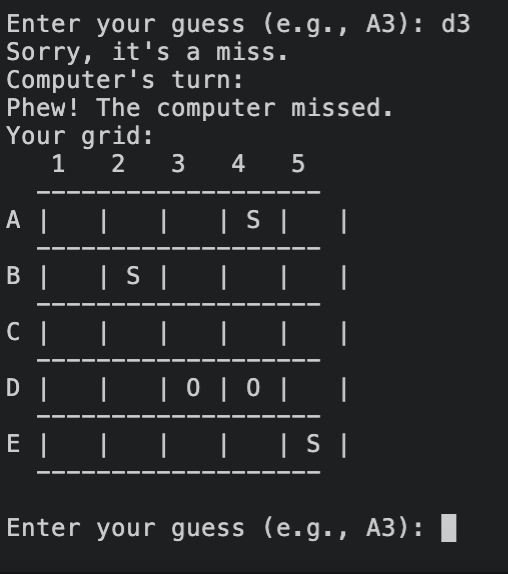 Enter your guess (e.g., A3): d3
Sorry, it's a miss.
Computer's turn:
Phew! The computer missed.
Your grid:
   1   2   3   4   5
  -------------------
A |   |   |   | S |   |
  -------------------
B |   | S |   |   |   |
  -------------------
C |   |   |   |   |   |
  -------------------
D |   |   | O | O |   |
  -------------------
E |   |   |   |   | S |
  -------------------
Enter your guess (e.g., A3):